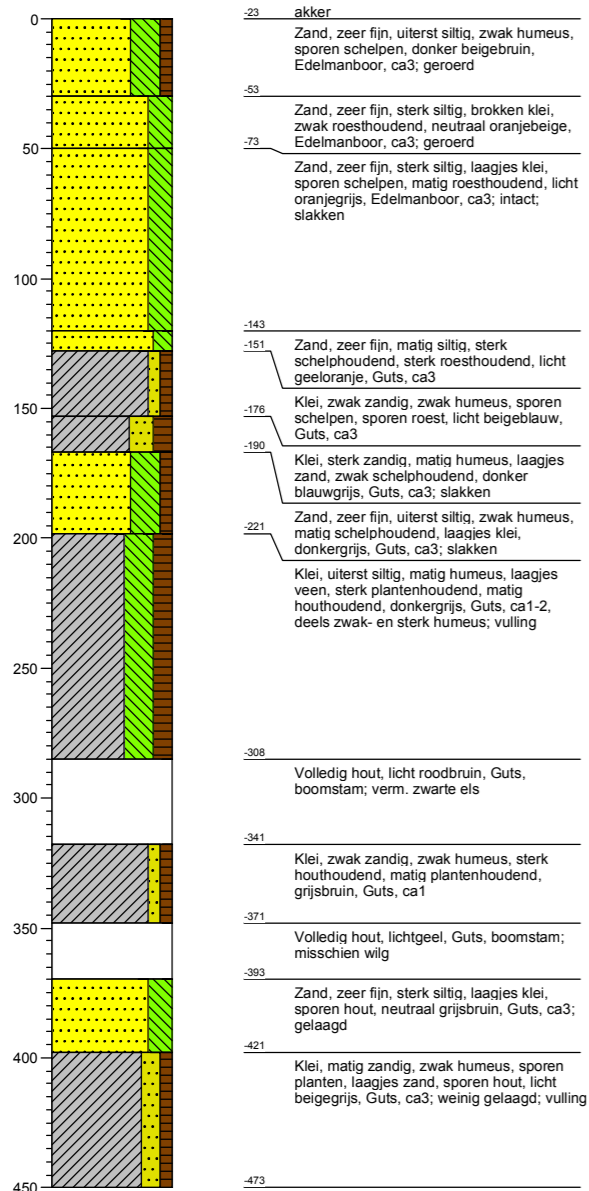 0
50
100
150
200
250
300
350
400
450
-23
akker
Zand, zeer fijn, uiterst siltig, zwak humeus,
sporen schelpen, donker beigebruin,
Edelmanboor, ca3; geroerd
-53
Zand, zeer fijn, sterk siltig, brokken klei,
zwak roesthoudend, neutraal oranjebeige,
Edelmanboor, ca3; geroerd
-73
Zand, zeer fijn, sterk siltig, laagjes klei,
sporen schelpen, matig roesthoudend, licht
oranjegrijs, Edelmanboor, ca3; intact;
slakken
-143
Zand, zeer fijn, matig siltig, sterk
schelphoudend, sterk roesthoudend, licht
geeloranje, Guts, ca3
-151
Klei, zwak zandig, zwak humeus, sporen
schelpen, sporen roest, licht beigeblauw,
Guts, ca3
-176
Klei, sterk zandig, matig humeus, laagjes
zand, zwak schelphoudend, donker
blauwgrijs, Guts, ca3; slakken
-190
Zand, zeer fijn, uiterst siltig, zwak humeus,
matig schelphoudend, laagjes klei,
donkergrijs, Guts, ca3; slakken
-221
Klei, uiterst siltig, matig humeus, laagjes
veen, sterk plantenhoudend, matig
houthoudend, donkergrijs, Guts, ca1-2,
deels zwak- en sterk humeus; vulling
-308
Volledig hout, licht roodbruin, Guts,
boomstam; verm. zwarte els
-341
Klei, zwak zandig, zwak humeus, sterk
houthoudend, matig plantenhoudend,
grijsbruin, Guts, ca1
-371
Volledig hout, lichtgeel, Guts, boomstam;
misschien wilg
-393
Zand, zeer fijn, sterk siltig, laagjes klei,
sporen hout, neutraal grijsbruin, Guts, ca3;
gelaagd
-421
Klei, matig zandig, zwak humeus, sporen
planten, laagjes zand, sporen hout, licht
beigegrijs, Guts, ca3; weinig gelaagd; vulling
-473